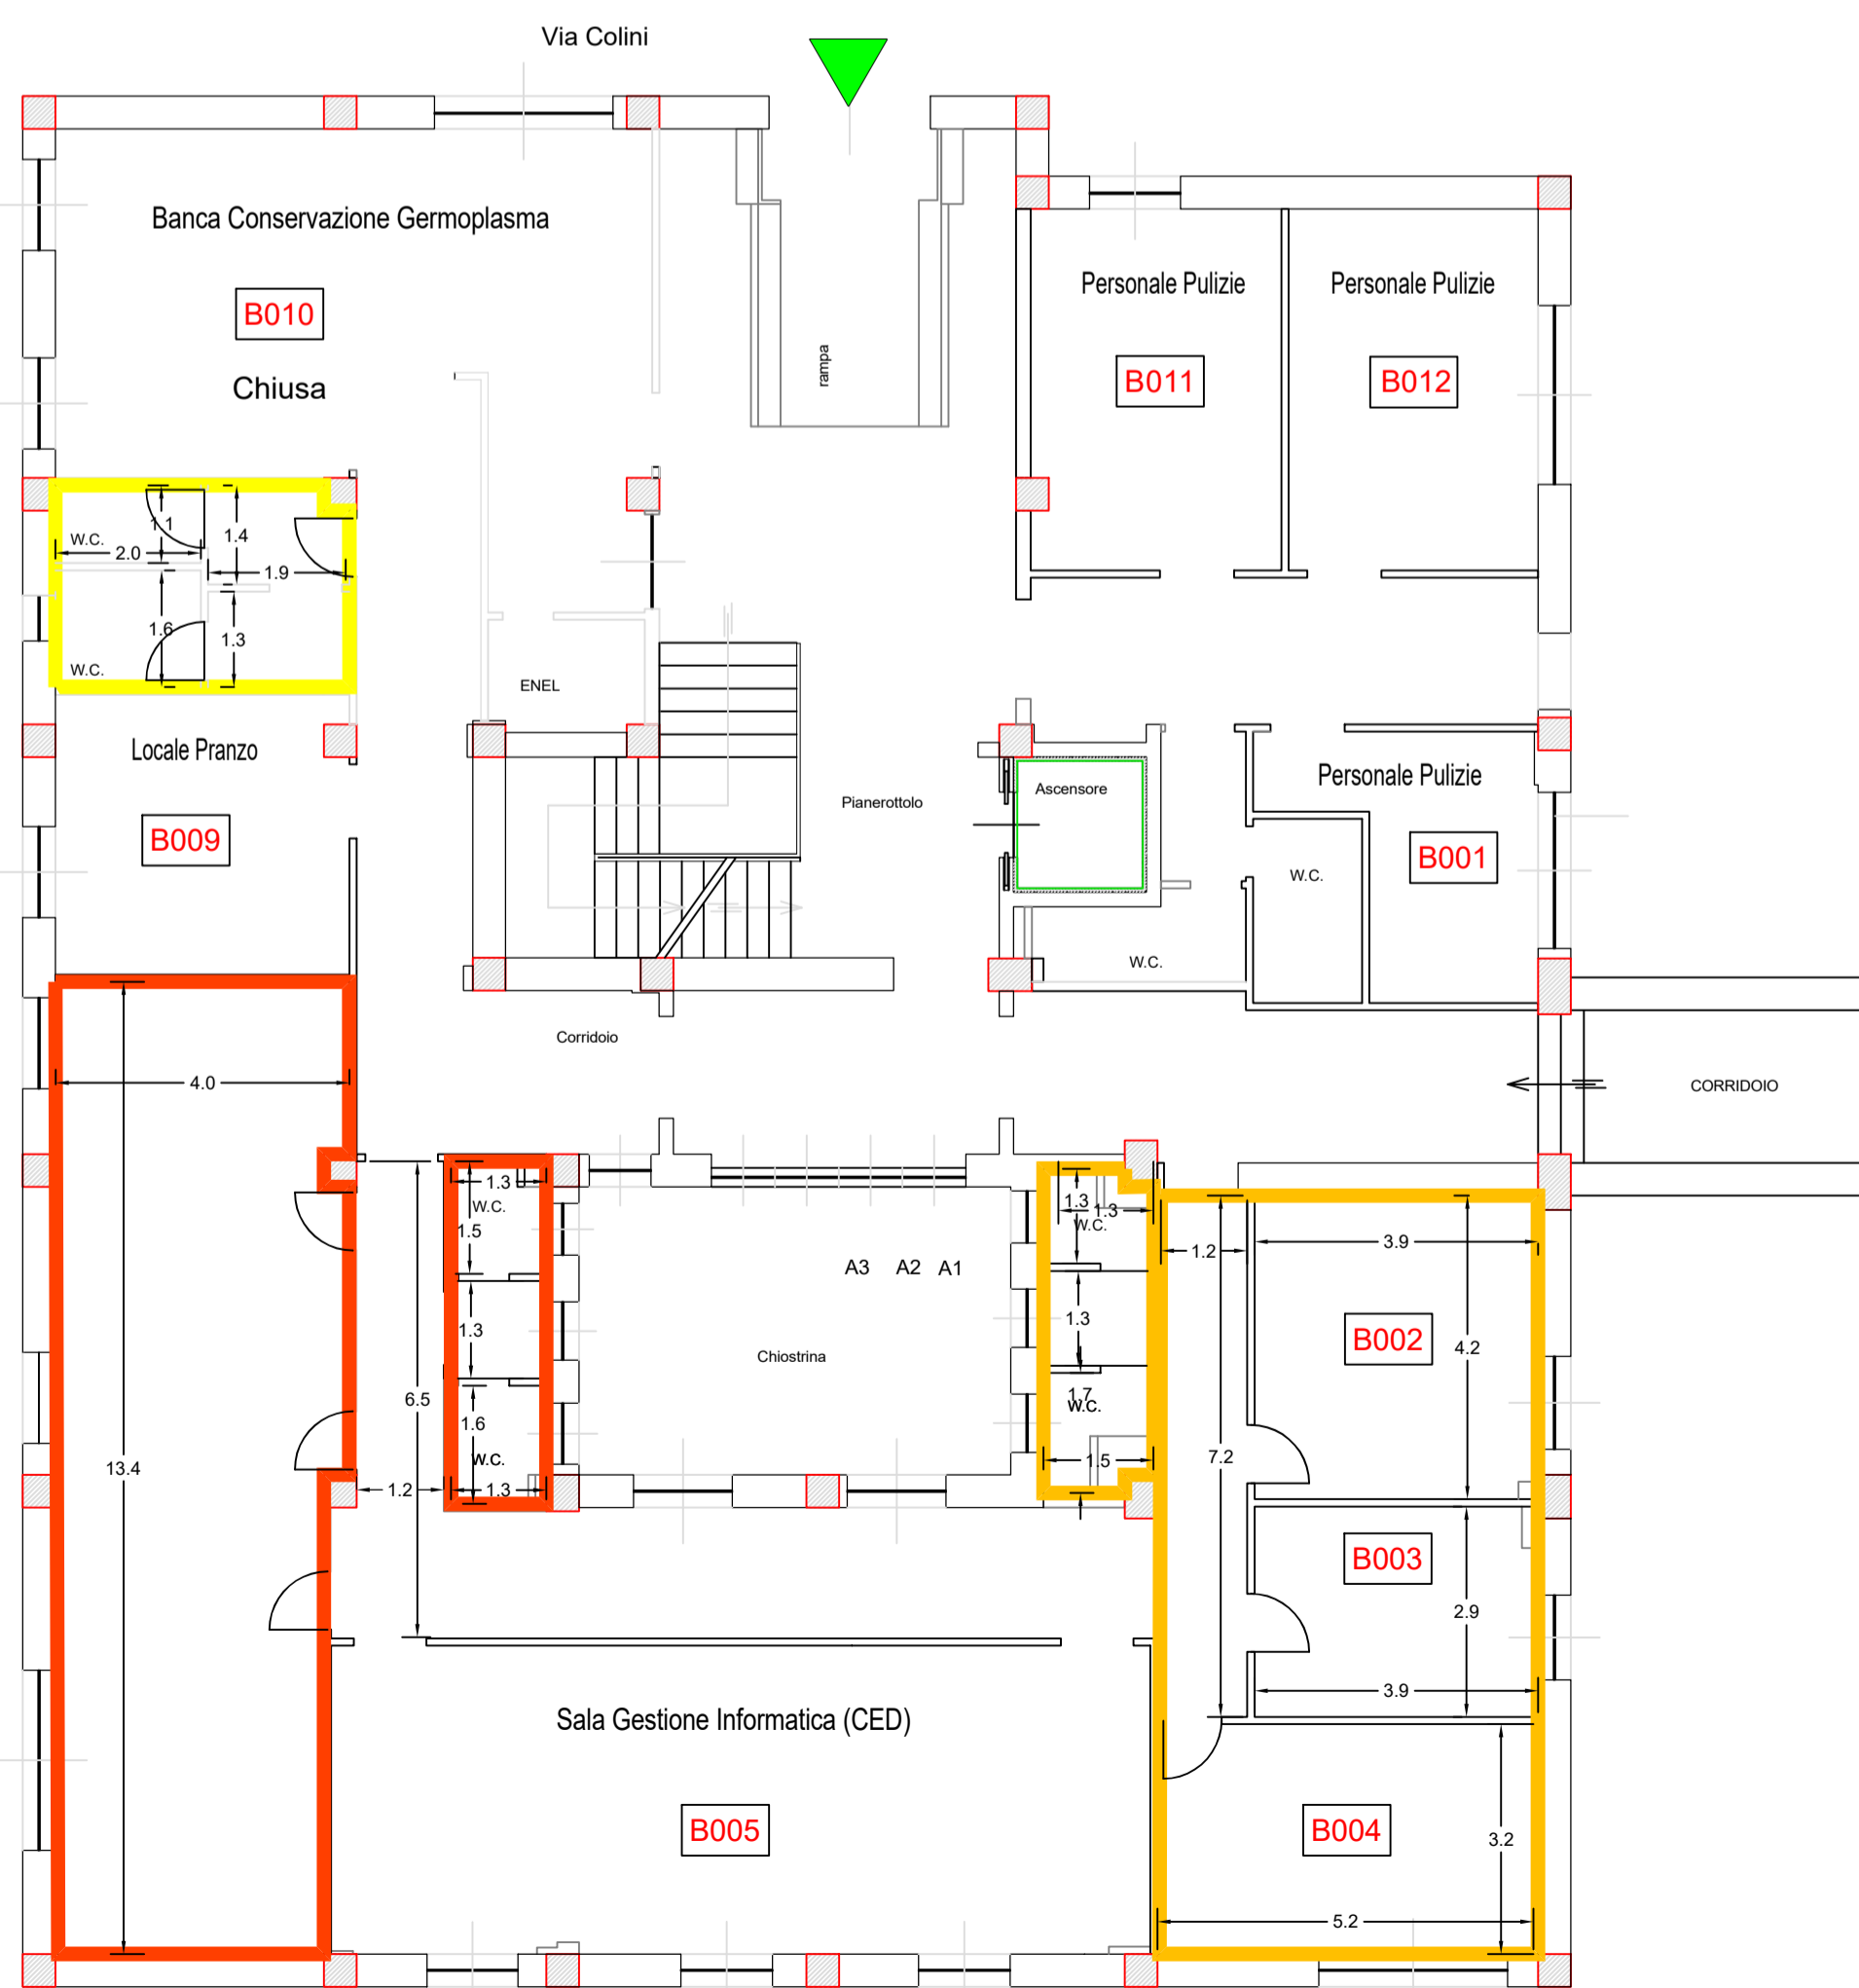 Via Colini
Banca Conservazione Germoplasma
B010
Chiusa
rampa
Personale Pulizie
B011
Personale Pulizie
B012
W.C.
1.1
2.0
1.4
1.9
1.6
1.3
W.C.
ENEL
Locale Pranzo
B009
Pianerottolo
Ascensore
Personale Pulizie
B001
W.C.
W.C.
Corridoio
CORRIDOIO
4.0
13.4
6.5
1.2
1.3
W.C.
1.5
1.3
1.6
W.C.
1.3
A3 A2 A1
Chiostrina
1.3
1.3
W.C.
1.3
1.7
W.C.
1.5
1.2
3.9
B002
4.2
7.2
B003
2.9
3.9
Sala Gestione Informatica (CED)
B005
B004
3.2
5.2